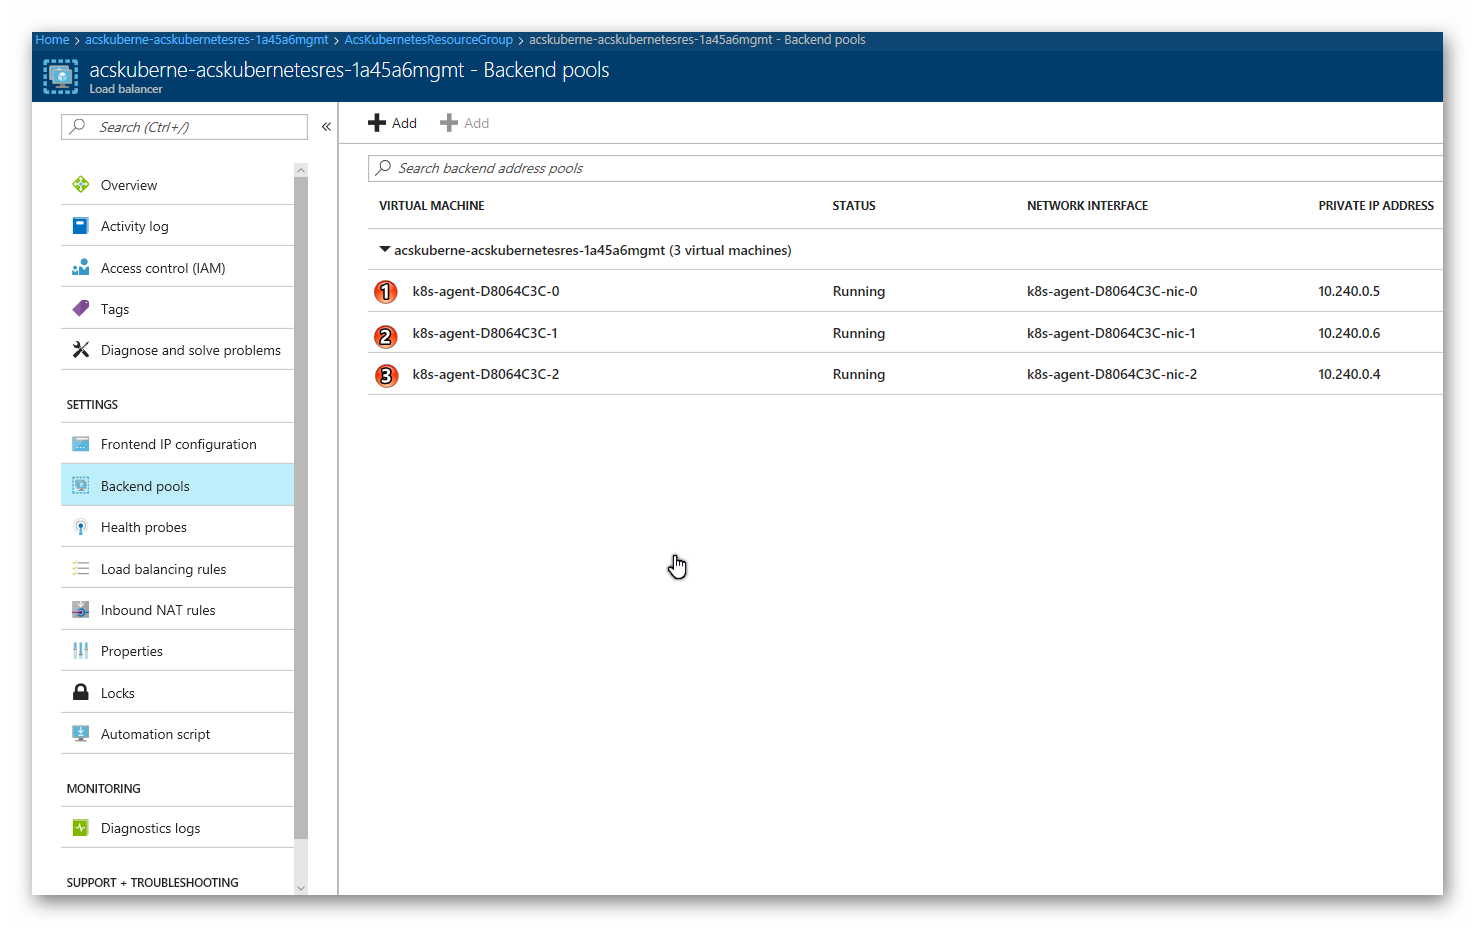 Home > acskuberne-acskubernetesres-1a45a6mgmt > AcsKubernetesResourceGroup > acskuberne-acskubernetesres-1a45a6mgmt - Backend pools
acskuberne-acskubernetesres-1a45a6mgmt - Backend pools
Load balancer
Search (Ctrl+/)
«
Overview
Activity log
Access control (IAM)
Tags
Diagnose and solve problems
SETTINGS
Frontend IP configuration
Backend pools
Health probes
Load balancing rules
Inbound NAT rules
Properties
Locks
Automation script
MONITORING
Diagnostics logs
SUPPORT + TROUBLESHOOTING
Add Add
Search backend address pools
VIRTUAL MACHINE STATUS NETWORK INTERFACE PRIVATE IP ADDRESS
acskuberne-acskubernetesres-1a45a6mgmt (3 virtual machines)
1 k8s-agent-D8064C3C-0 Running k8s-agent-D8064C3C-nic-0 10.240.0.5
2 k8s-agent-D8064C3C-1 Running k8s-agent-D8064C3C-nic-1 10.240.0.6
3 k8s-agent-D8064C3C-2 Running k8s-agent-D8064C3C-nic-2 10.240.0.4